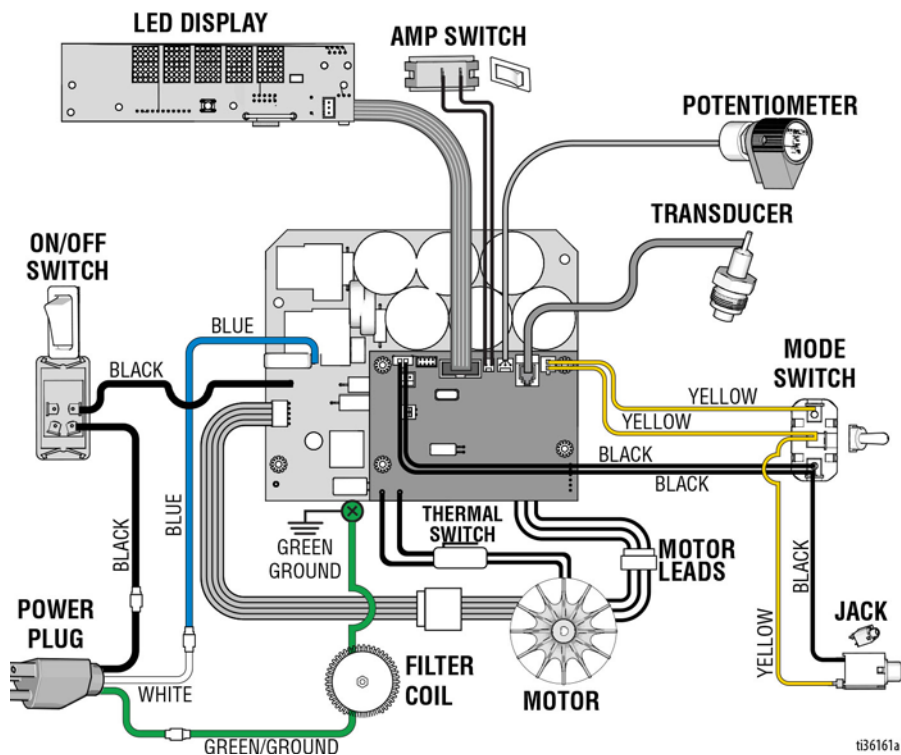 LED DISPLAY
AMP SWITCH
POTENTIOMETER
TRANSDUCER
ON/OFF
SWITCH
BLUE
BLACK
MODE
SWITCH
YELLOW
YELLOW
BLACK
BLACK
BLUE
BLACK
THERMAL
SWITCH
GREEN
GROUND
MOTOR
LEADS
BLACK
YELLOW
JACK
POWER
PLUG
WHITE
FILTER
COIL
MOTOR
GREEN/GROUND
ti36161a